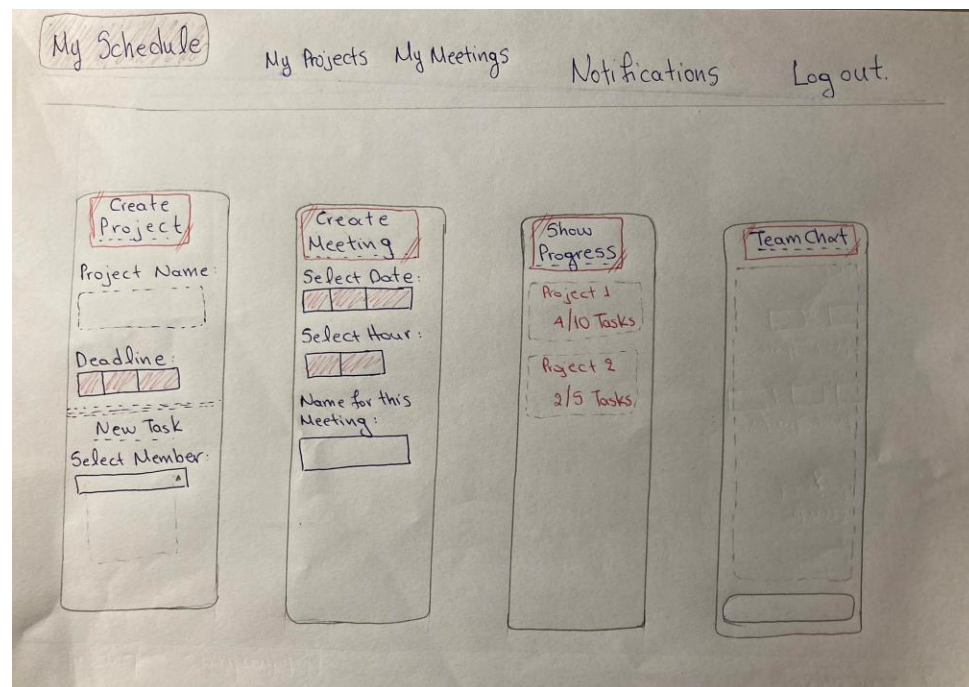 My Schedule
My Projects
My Meetings
Notifications
Log out.
Create
Project
Project Name:
Deadline:
New Task
Select Member:
Create
Meeting
Select Date:
Select Hour:
Name for this
Meeting:
Show
Progress
Project 1
4/10 Tasks
Project 2
2/5 Tasks
Team Chat